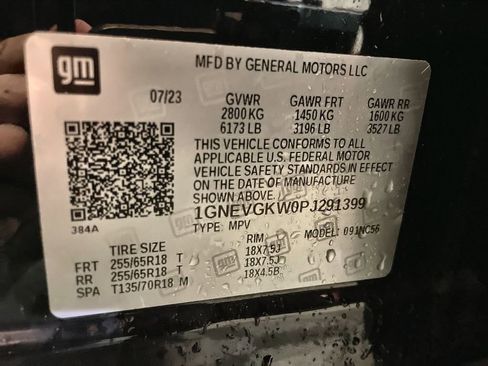 gm
MFD BY GENERAL MOTORS LLC
07/23 GVWR GAWR FRT GAWR RR
2800 KG 1450 KG 1600 KG
6173 LB 3196 LB 3527 LB
THIS VEHICLE CONFORMS TO ALL
APPLICABLE U.S. FEDERAL MOTOR
VEHICLE SAFETY STANDARDS IN EFFECT
ON THE DATE OF MANUFACTURE
SHOWN ABOVE.
1GNEVGKW0PJ291399
384A TYPE: MPV MODEL: 091NC56
TIRE SIZE RIM
FRT 255/65R18 T 18X7.5J
RR 255/65R18 T 18X7.5J
SPA T135/70R18 M 18X4.5B